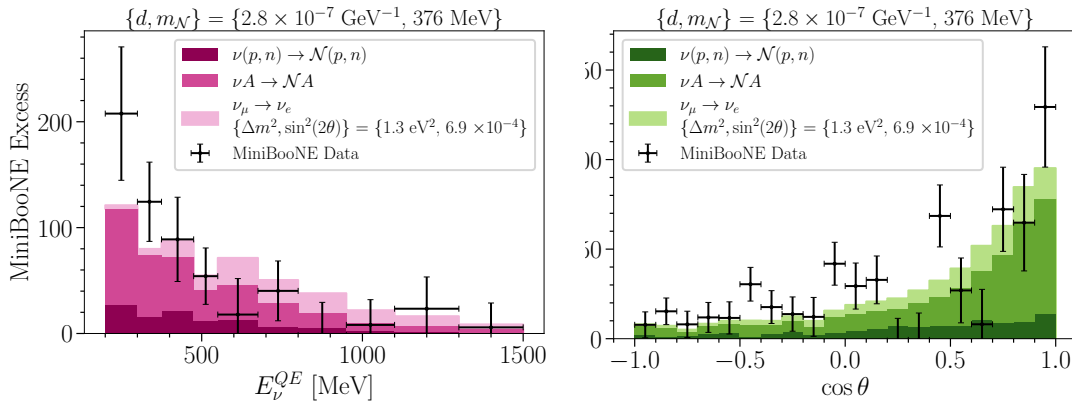 {d, m_𝒩} = {2.8 × 10⁻⁷ GeV⁻¹, 376 MeV}
ν(p, n) → 𝒩(p, n)
νA → 𝒩A
ν_μ → ν_e
{Δm², sin²(2θ)} = {1.3 eV², 6.9 ×10⁻⁴}
MiniBooNE Data
MiniBooNE Excess
200
100
0
500
1000
1500
E_ν^{QE} [MeV]
{d, m_𝒩} = {2.8 × 10⁻⁷ GeV⁻¹, 376 MeV}
ν(p, n) → 𝒩(p, n)
νA → 𝒩A
ν_μ → ν_e
{Δm², sin²(2θ)} = {1.3 eV², 6.9 ×10⁻⁴}
MiniBooNE Data
0
−1.0
−0.5
0.0
0.5
1.0
cos θ